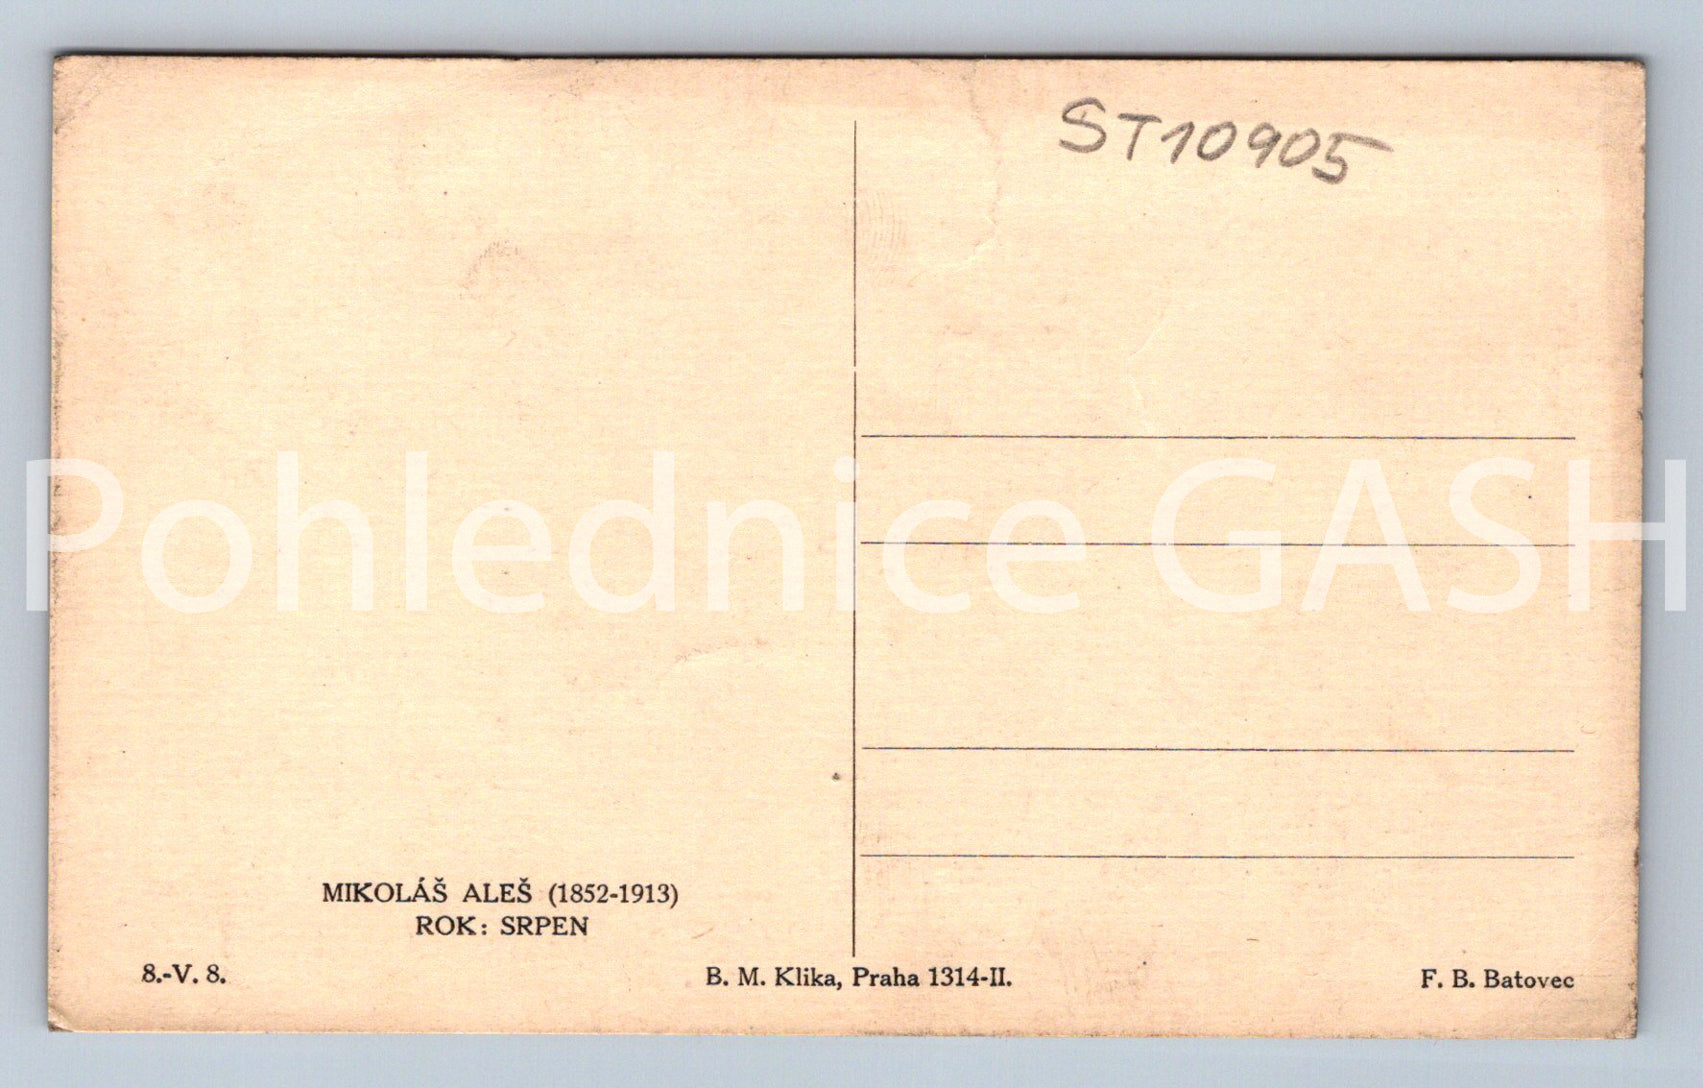 ST10905
Pohlednice GASH
MIKOLÁŠ ALEŠ (1852-1913)
ROK: SRPEN
8.-V. 8.
B. M. Klika, Praha 1314-II.
F. B. Batovec